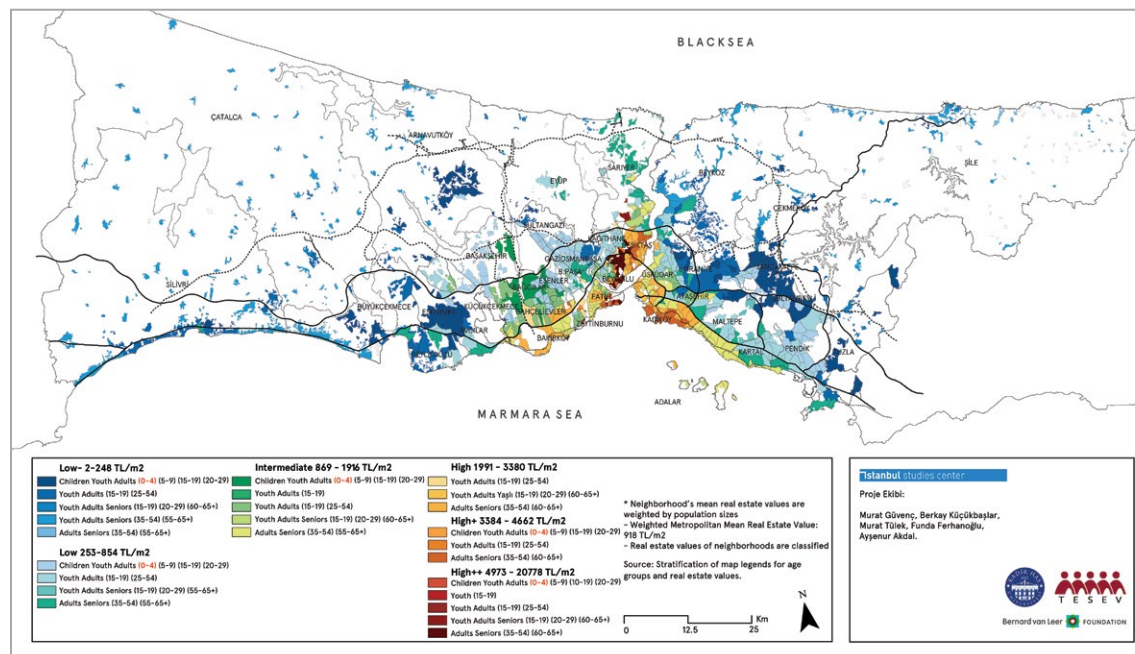 BLACKSEA
ÇATALCA
ARNAVUTKÖY
SARIYER
ŞİLE
EYÜP
BEYKOZ
ÇEKMEKÖY
SULTANGAZİ
KAĞITHANE
BAŞAKŞEHİR
GAZİOSMANPAŞA
B.PAŞA
ESENLER
BEYOĞLU
ÜSKÜDAR
SİLİVRİ
BÜYÜKÇEKMECE
KÜÇÜKÇEKMECE
BAHÇELİEVLER
FATİH
ATAŞEHİR
ZEYTİNBURNU
KADIKÖY
MALTEPE
BAKIRKÖY
KARTAL
PENDİK
TUZLA
ADALAR
MARMARA SEA
Low- 2-248 TL/m2
Children Youth Adults (0-4) (5-9) (15-19) (20-29)
Youth Adults (15-19) (25-54)
Youth Adults Seniors (15-19) (20-29) (60-65+)
Youth Adults Seniors (35-54) (55-65+)
Adults Seniors (35-54) (55-65+)
Low 253-854 TL/m2
Children Youth Adults (0-4) (5-9) (15-19) (20-29)
Youth Adults (15-19) (25-54)
Youth Adults Seniors (15-19) (20-29) (55-65+)
Adults Seniors (35-54) (55-65+)
Intermediate 869 - 1916 TL/m2
Children Youth Adults (0-4) (5-9) (15-19) (20-29)
Youth Adults (15-19)
Youth Adults (15-19) (25-54)
Youth Adults Seniors (15-19) (20-29) (60-65+)
Adults Seniors (35-54) (55-65+)
High 1991 - 3380 TL/m2
Youth Adults (15-19) (25-54)
Youth Adults Yaşlı (15-19) (20-29) (60-65+)
Adults Seniors (35-54) (60-65+)
High+ 3384 - 4662 TL/m2
Children Youth Adults (0-4) (5-9) (15-19) (20-29)
Youth Adults (15-19) (25-54)
Adults Seniors (35-54) (60-65+)
High++ 4973 - 20778 TL/m2
Children Youth Adults (0-4) (5-9) (10-19) (20-29)
Youth (15-19)
Youth Adults (15-19) (25-54)
Youth Adults Seniors (15-19) (20-29) (60-65+)
Adults Seniors (35-54) (60-65+)
* Neighborhood's mean real estate values are
weighted by population sizes
- Weighted Metropolitan Mean Real Estate Value:
918 TL/m2
- Real estate values of neighborhoods are classified
Source: Stratification of map legends for age
groups and real estate values.
N
Km
0 12.5 25
istanbul studies center
Proje Ekibi:
Murat Güvenç, Berkay Küçükbaşlar,
Murat Tülek, Funda Ferhanoğlu,
Ayşenur Akdal.
TESEV
Bernard van Leer FOUNDATION